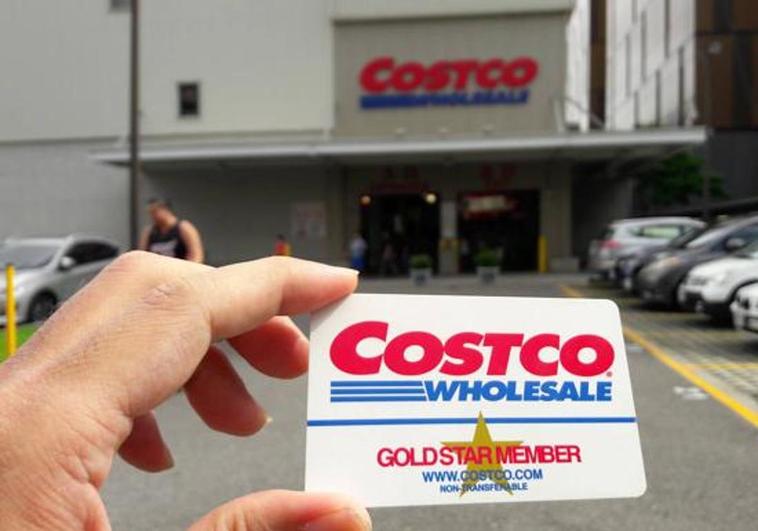 COSTCO
WHOLESALE
COSTCO
WHOLESALE
GOLD STAR MEMBER
WWW.COSTCO.COM
NON-TRANSFERABLE